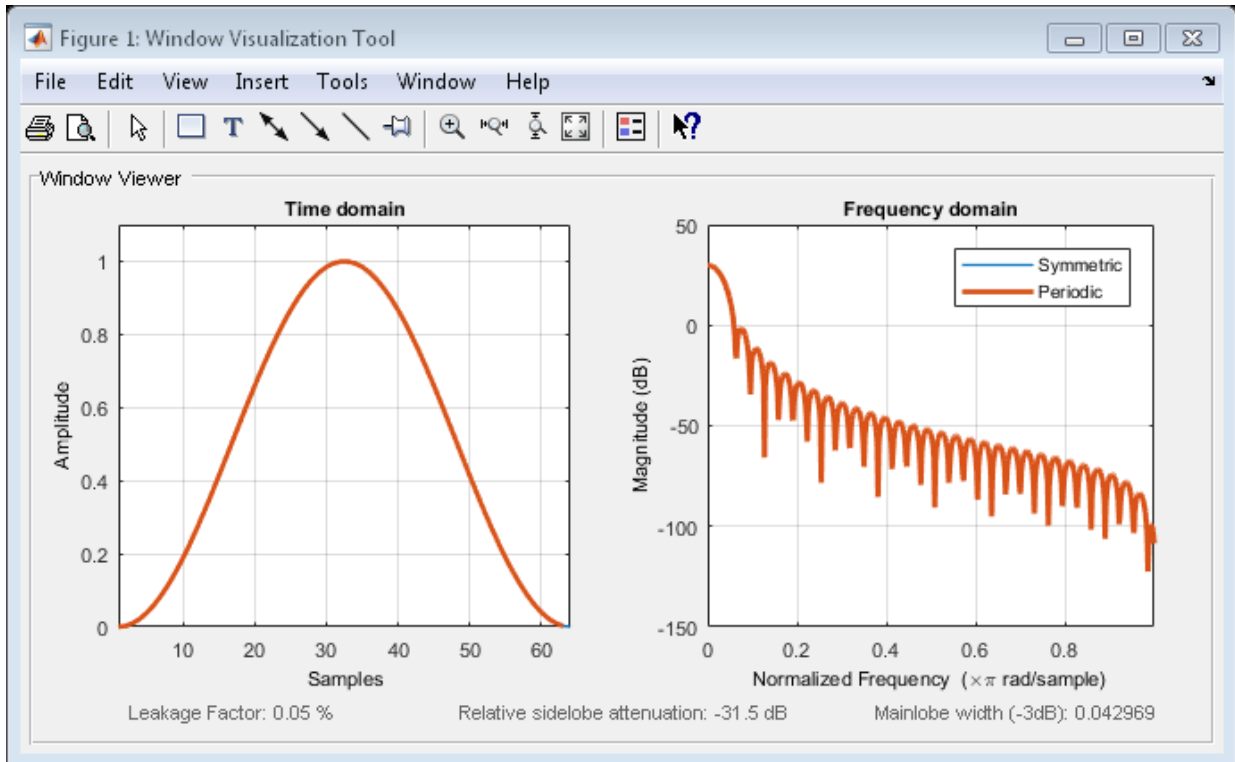 Figure 1: Window Visualization Tool
File Edit View Insert Tools Window Help
T
?
Window Viewer
Time domain
1
0.8
0.6
0.4
0.2
0
10 20 30 40 50 60
Amplitude
Samples
Frequency domain
Symmetric
Periodic
50
0
-50
-100
-150
0 0.2 0.4 0.6 0.8
Magnitude (dB)
Normalized Frequency (×π rad/sample)
Leakage Factor: 0.05 % Relative sidelobe attenuation: -31.5 dB Mainlobe width (-3dB): 0.042969